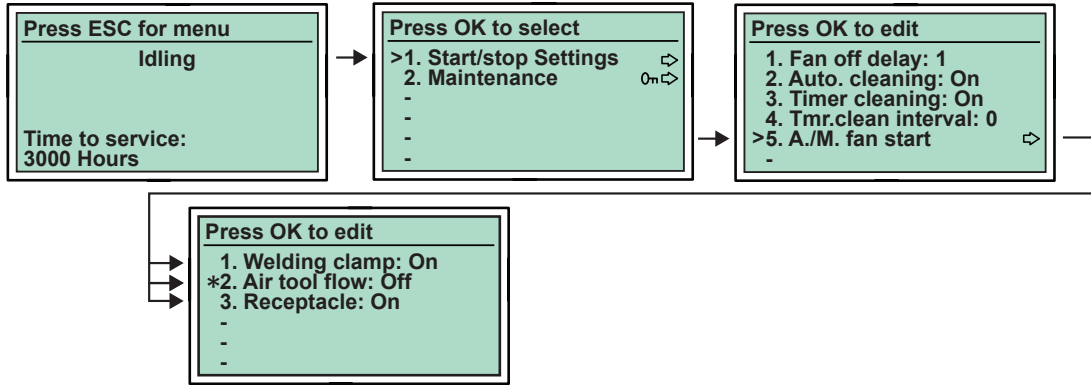 Press ESC for menu
Idling
Time to service:
3000 Hours
Press OK to select
>1. Start/stop Settings
2. Maintenance
-
-
-
-
Press OK to edit
1. Fan off delay: 1
2. Auto. cleaning: On
3. Timer cleaning: On
4. Tmr.clean interval: 0
>5. A./M. fan start
-
Press OK to edit
1. Welding clamp: On
*2. Air tool flow: Off
3. Receptacle: On
-
-
-